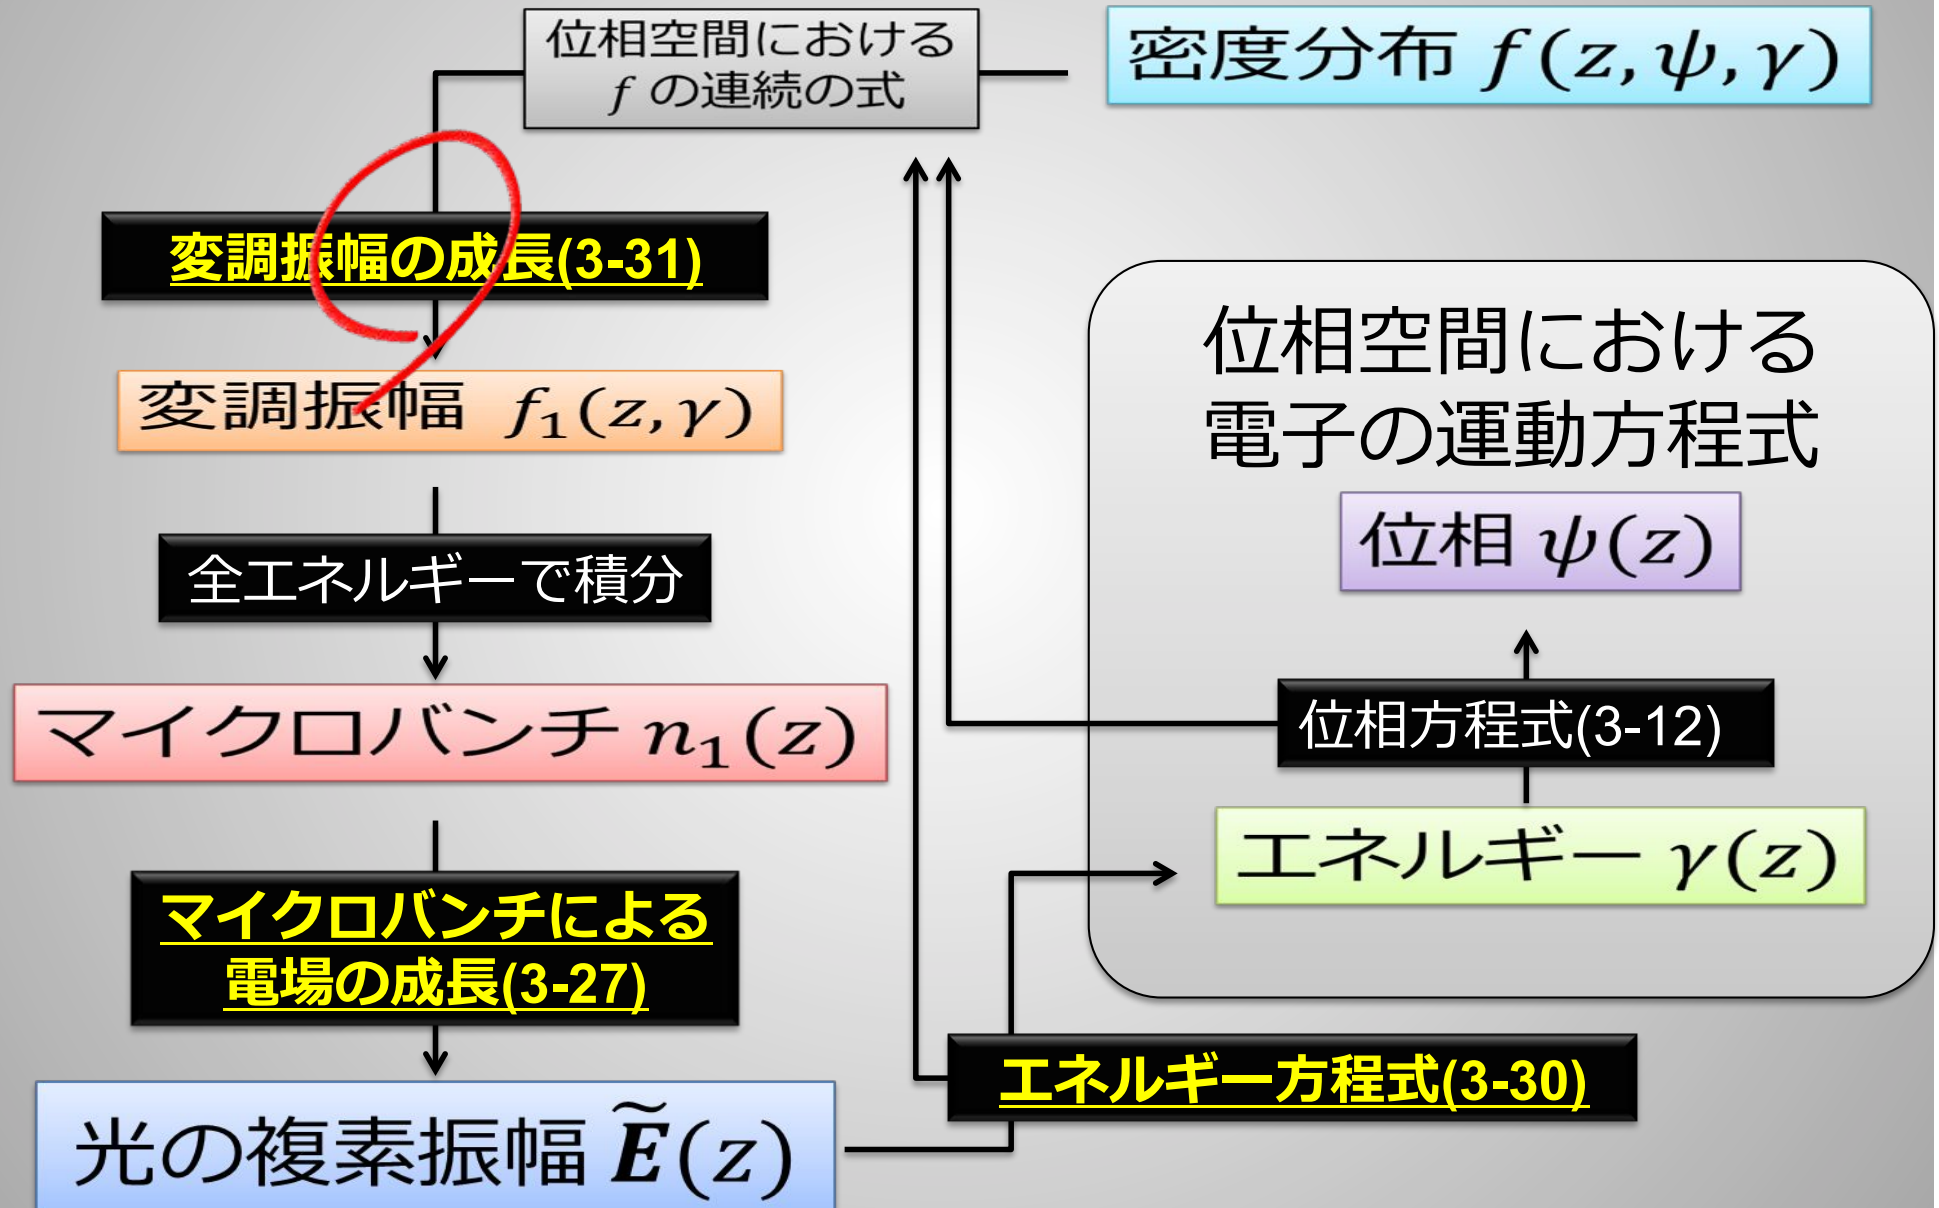 位相空間における
f の連続の式
密度分布 f(z, ψ, γ)
変調振幅の成長(3-31)
変調振幅 f₁(z, γ)
全エネルギーで積分
マイクロバンチ n₁(z)
マイクロバンチによる
電場の成長(3-27)
光の複素振幅 Ẽ(z)
位相空間における
電子の運動方程式
位相 ψ(z)
位相方程式(3-12)
エネルギー γ(z)
エネルギー方程式(3-30)